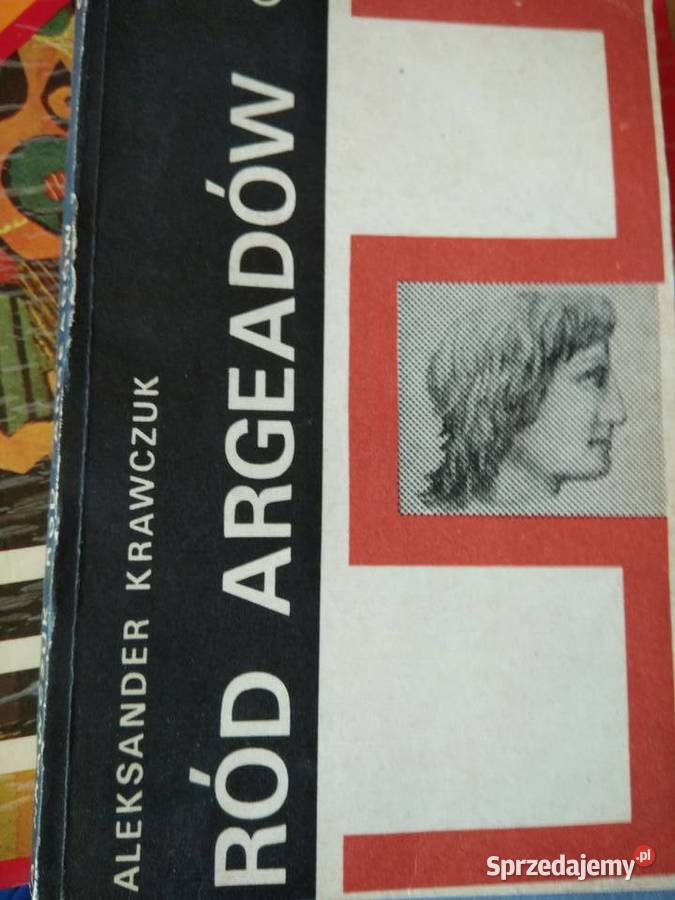 ALEKSANDER KRAWCZUK
RÓD ARGEADÓW
Sprzedajemy.pl